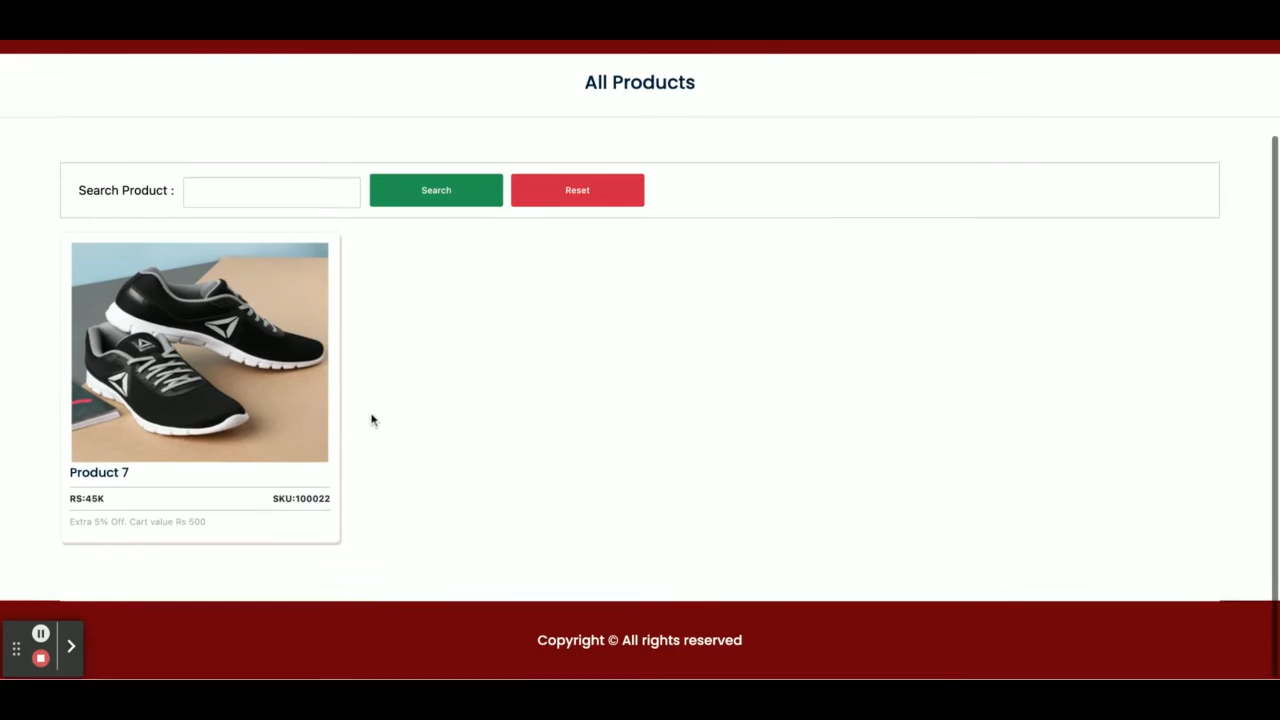 All Products
Search Product :
Search
Reset
Product 7
RS:45K SKU:100022
Extra 5% Off. Cart value Rs 500
Copyright © All rights reserved